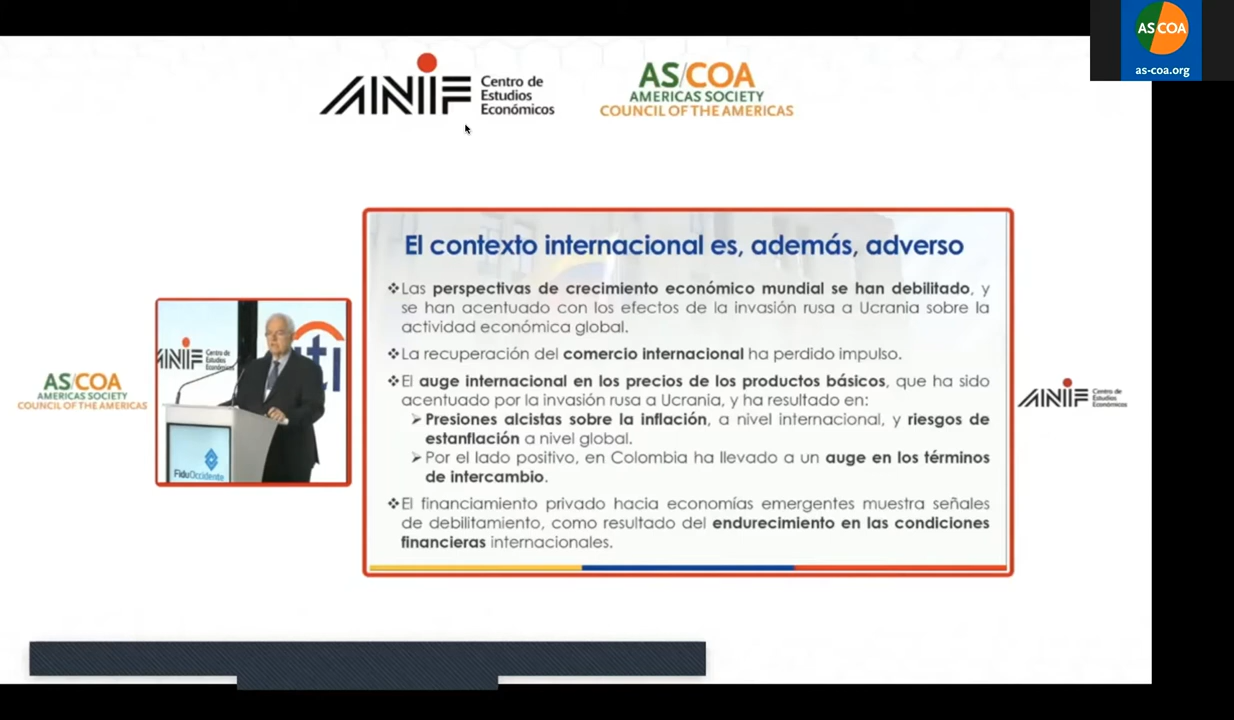 AS COA
as-coa.org
ANIF Centro de
Estudios
Económicos
AS/COA
AMERICAS SOCIETY
COUNCIL OF THE AMERICAS
El contexto internacional es, además, adverso
❖Las perspectivas de crecimiento económico mundial se han debilitado, y
se han acentuado con los efectos de la invasión rusa a Ucrania sobre la
actividad económica global.
❖La recuperación del comercio internacional ha perdido impulso.
❖El auge internacional en los precios de los productos básicos, que ha sido
acentuado por la invasión rusa a Ucrania, y ha resultado en:
➢Presiones alcistas sobre la inflación, a nivel internacional, y riesgos de
estanflación a nivel global.
➢Por el lado positivo, en Colombia ha llevado a un auge en los términos
de intercambio.
❖El financiamiento privado hacia economías emergentes muestra señales
de debilitamiento, como resultado del endurecimiento en las condiciones
financieras internacionales.
ANIF Centro de
Estudios
Económicos
citi
FiduOccidente
AS/COA
AMERICAS SOCIETY
COUNCIL OF THE AMERICAS
ANIF Centro de
Estudios
Económicos